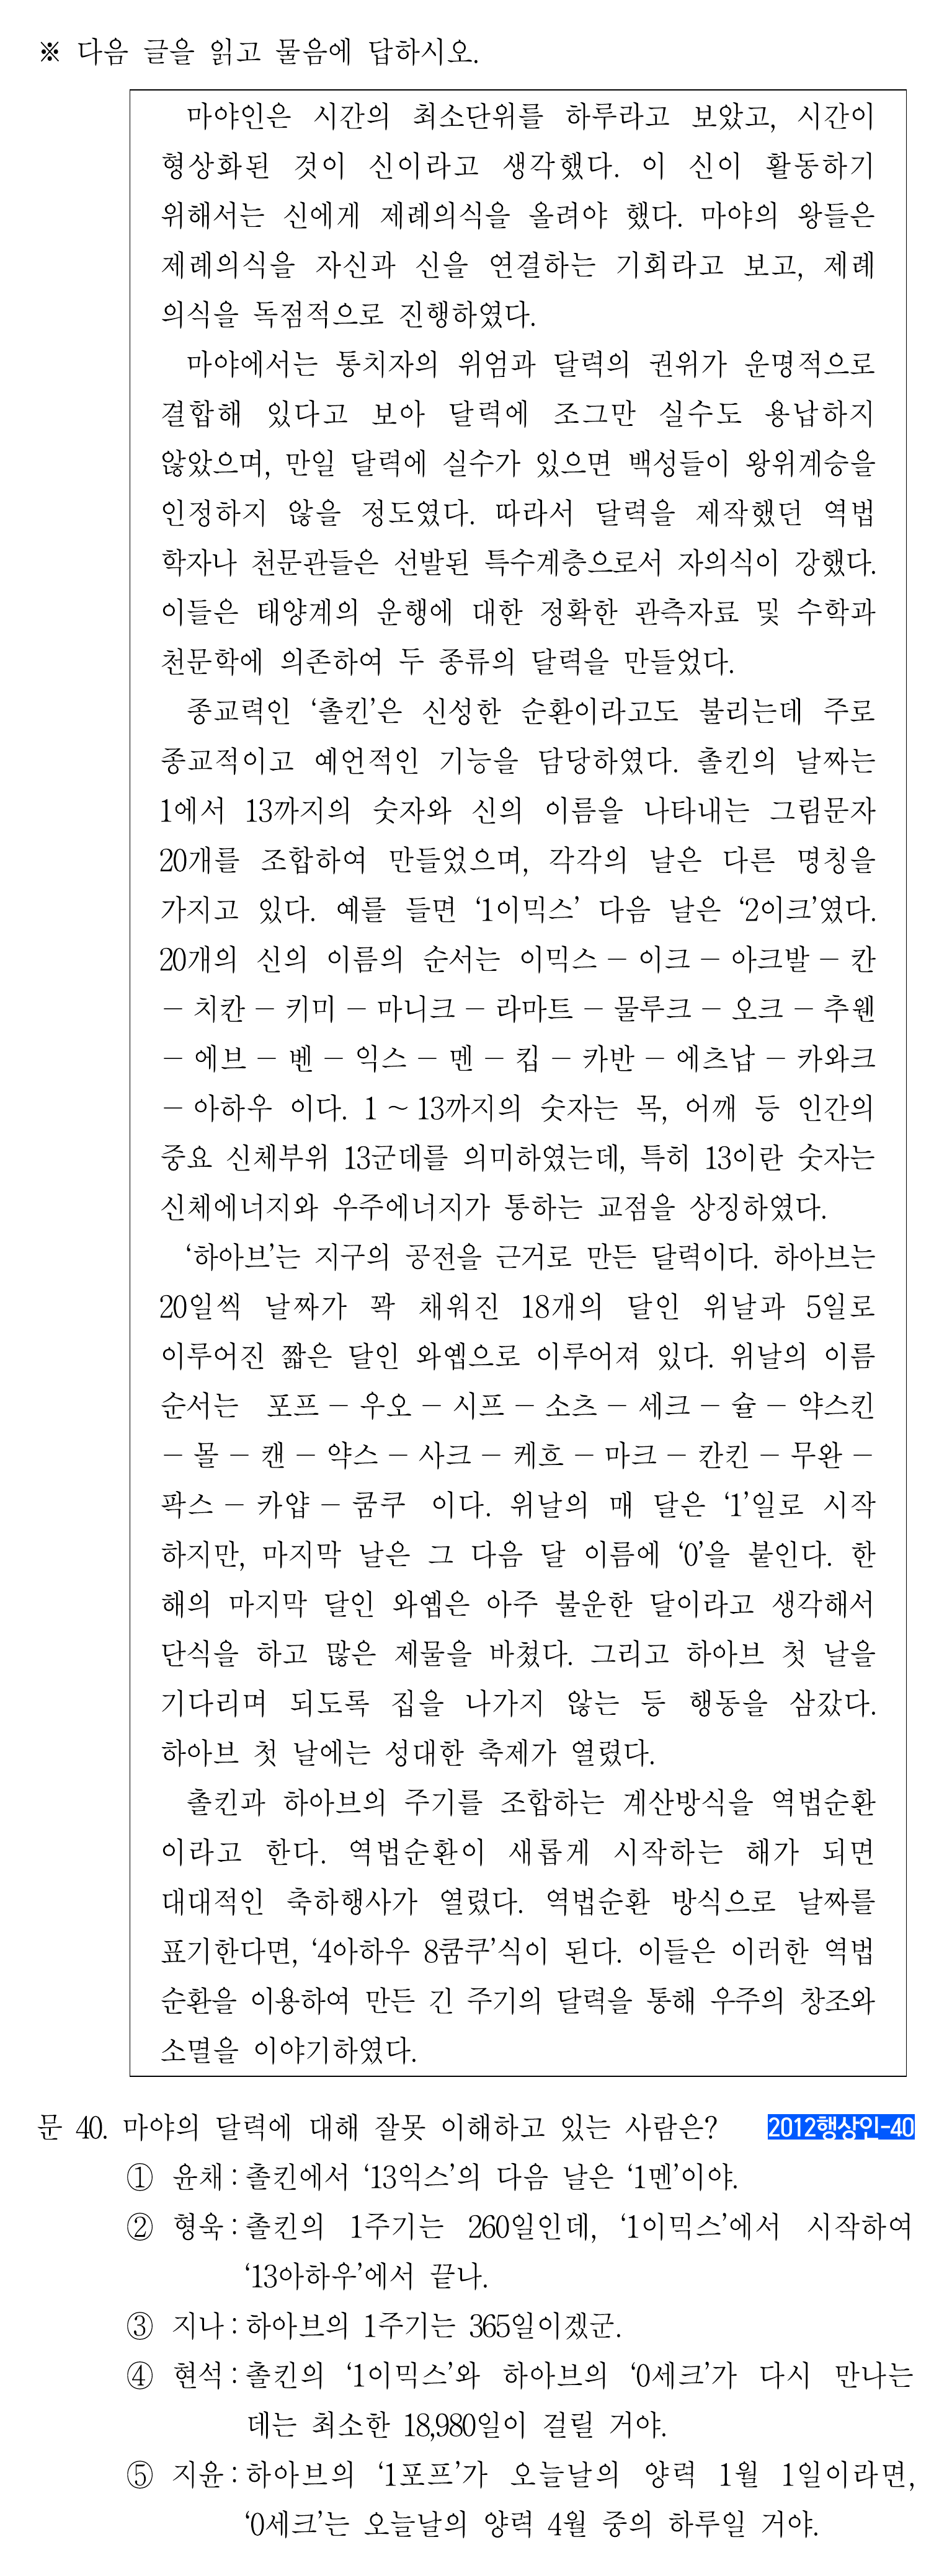 ※ 다음 글을 읽고 물음에 답하시오.
마야인은 시간의 최소단위를 하루라고 보았고, 시간이
형상화된 것이 신이라고 생각했다. 이 신이 활동하기
위해서는 신에게 제례의식을 올려야 했다. 마야의 왕들은
제례의식을 자신과 신을 연결하는 기회라고 보고, 제례
의식을 독점적으로 진행하였다.
마야에서는 통치자의 위엄과 달력의 권위가 운명적으로
결합해 있다고 보아 달력에 조그만 실수도 용납하지
않았으며, 만일 달력에 실수가 있으면 백성들이 왕위계승을
인정하지 않을 정도였다. 따라서 달력을 제작했던 역법
학자나 천문관들은 선발된 특수계층으로서 자의식이 강했다.
이들은 태양계의 운행에 대한 정확한 관측자료 및 수학과
천문학에 의존하여 두 종류의 달력을 만들었다.
종교력인 ‘촐킨’은 신성한 순환이라고도 불리는데 주로
종교적이고 예언적인 기능을 담당하였다. 촐킨의 날짜는
1에서 13까지의 숫자와 신의 이름을 나타내는 그림문자
20개를 조합하여 만들었으며, 각각의 날은 다른 명칭을
가지고 있다. 예를 들면 ‘1이믹스’ 다음 날은 ‘2이크’였다.
20개의 신의 이름의 순서는 이믹스 – 이크 – 아크발 – 칸
– 치칸 – 키미 – 마니크 – 라마트 – 물루크 – 오크 – 추웬
– 에브 – 벤 – 익스 – 멘 – 킵 – 카반 – 에츠납 – 카와크
– 아하우 이다. 1 ~ 13까지의 숫자는 목, 어깨 등 인간의
중요 신체부위 13군데를 의미하였는데, 특히 13이란 숫자는
신체에너지와 우주에너지가 통하는 교점을 상징하였다.
‘하아브’는 지구의 공전을 근거로 만든 달력이다. 하아브는
20일씩 날짜가 꽉 채워진 18개의 달인 위날과 5일로
이루어진 짧은 달인 와옙으로 이루어져 있다. 위날의 이름
순서는 포프 – 우오 – 시프 – 소츠 – 세크 – 슐 – 약스킨
– 몰 – 캔 – 약스 – 사크 – 케흐 – 마크 – 칸킨 – 무완 –
팍스 – 카얍 – 쿰쿠 이다. 위날의 매 달은 ‘1’일로 시작
하지만, 마지막 날은 그 다음 달 이름에 ‘0’을 붙인다. 한
해의 마지막 달인 와옙은 아주 불운한 달이라고 생각해서
단식을 하고 많은 제물을 바쳤다. 그리고 하아브 첫 날을
기다리며 되도록 집을 나가지 않는 등 행동을 삼갔다.
하아브 첫 날에는 성대한 축제가 열렸다.
촐킨과 하아브의 주기를 조합하는 계산방식을 역법순환
이라고 한다. 역법순환이 새롭게 시작하는 해가 되면
대대적인 축하행사가 열렸다. 역법순환 방식으로 날짜를
표기한다면, ‘4아하우 8쿰쿠’식이 된다. 이들은 이러한 역법
순환을 이용하여 만든 긴 주기의 달력을 통해 우주의 창조와
소멸을 이야기하였다.
문 40. 마야의 달력에 대해 잘못 이해하고 있는 사람은? 2012행상인-40
① 윤채 : 촐킨에서 ‘13익스’의 다음 날은 ‘1멘’이야.
② 형욱 : 촐킨의 1주기는 260일인데, ‘1이믹스’에서 시작하여
‘13아하우’에서 끝나.
③ 지나 : 하아브의 1주기는 365일이겠군.
④ 현석 : 촐킨의 ‘1이믹스’와 하아브의 ‘0세크’가 다시 만나는
데는 최소한 18,980일이 걸릴 거야.
⑤ 지윤 : 하아브의 ‘1포프’가 오늘날의 양력 1월 1일이라면,
‘0세크’는 오늘날의 양력 4월 중의 하루일 거야.